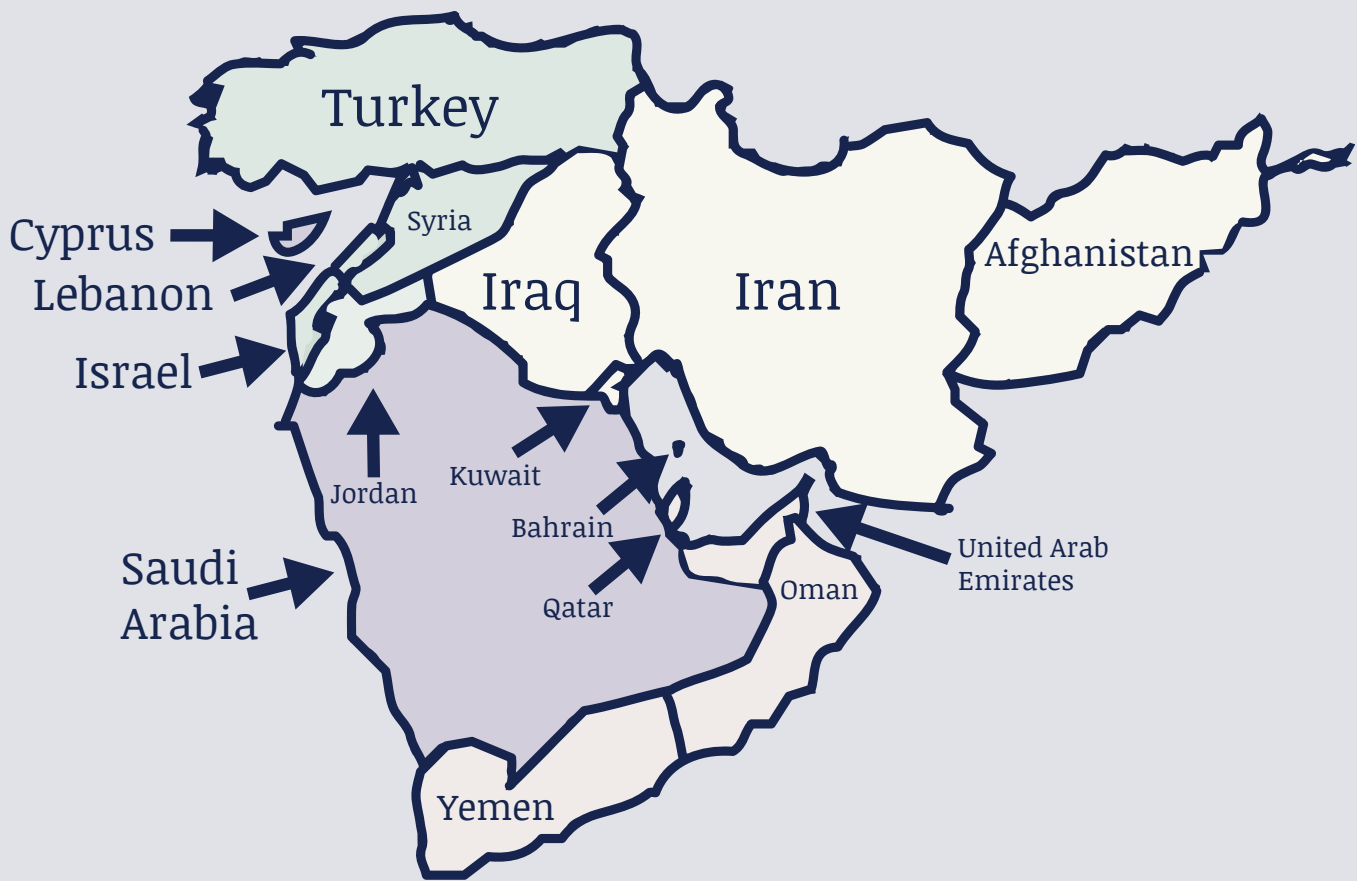 Turkey
Cyprus
Syria
Lebanon
Iraq
Iran
Afghanistan
Israel
Jordan
Kuwait
Bahrain
Saudi
Arabia
Qatar
Oman
United Arab
Emirates
Yemen